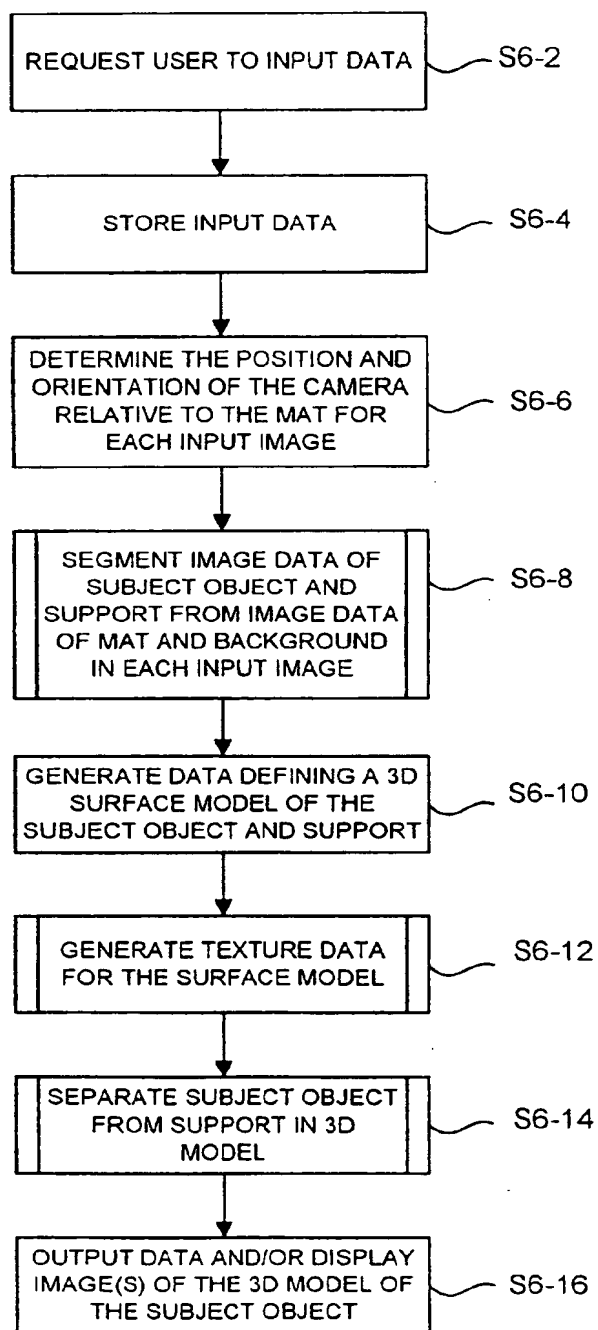 REQUEST USER TO INPUT DATA
S6-2
STORE INPUT DATA
S6-4
DETERMINE THE POSITION AND
ORIENTATION OF THE CAMERA
RELATIVE TO THE MAT FOR
EACH INPUT IMAGE
S6-6
SEGMENT IMAGE DATA OF
SUBJECT OBJECT AND
SUPPORT FROM IMAGE DATA
OF MAT AND BACKGROUND
IN EACH INPUT IMAGE
S6-8
GENERATE DATA DEFINING A 3D
SURFACE MODEL OF THE
SUBJECT OBJECT AND SUPPORT
S6-10
GENERATE TEXTURE DATA
FOR THE SURFACE MODEL
S6-12
SEPARATE SUBJECT OBJECT
FROM SUPPORT IN 3D
MODEL
S6-14
OUTPUT DATA AND/OR DISPLAY
IMAGE(S) OF THE 3D MODEL OF
THE SUBJECT OBJECT
S6-16